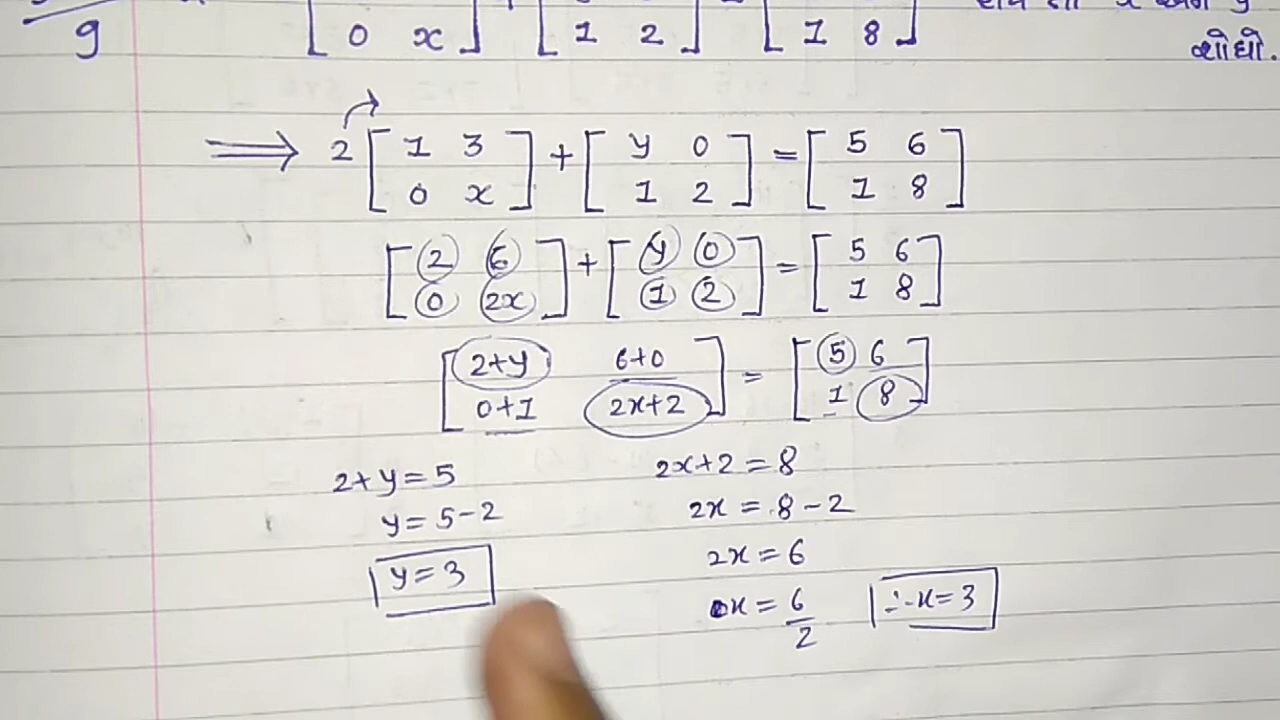 9 [ 0 x ] [ 1 2 ] [ 1 8 ] શોધો.
⟹ 2 [ 1 3 ] + [ y 0 ] = [ 5 6 ]
[ 0 x ] [ 1 2 ] [ 1 8 ]
[ 2 6 ] + [ y 0 ] = [ 5 6 ]
[ 0 2x ] [ 1 2 ] [ 1 8 ]
[ 2+y 6+0 ] = [ 5 6 ]
[ 0+1 2x+2 ] [ 1 8 ]
2+y=5 2x+2=8
y=5-2 2x=8-2
y=3 2x=6
x=6/2 ∴x=3